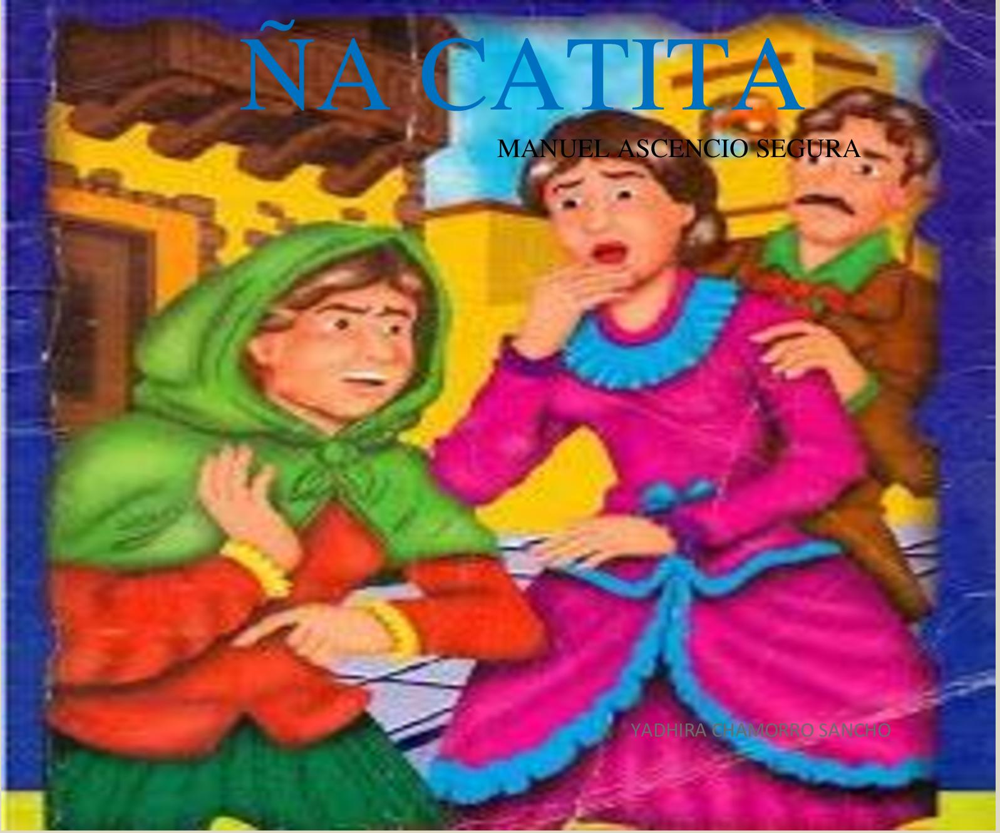 ÑA CATITA
MANUEL ASCENCIO SEGURA
YADHIRA CHAMORRO SANCHO